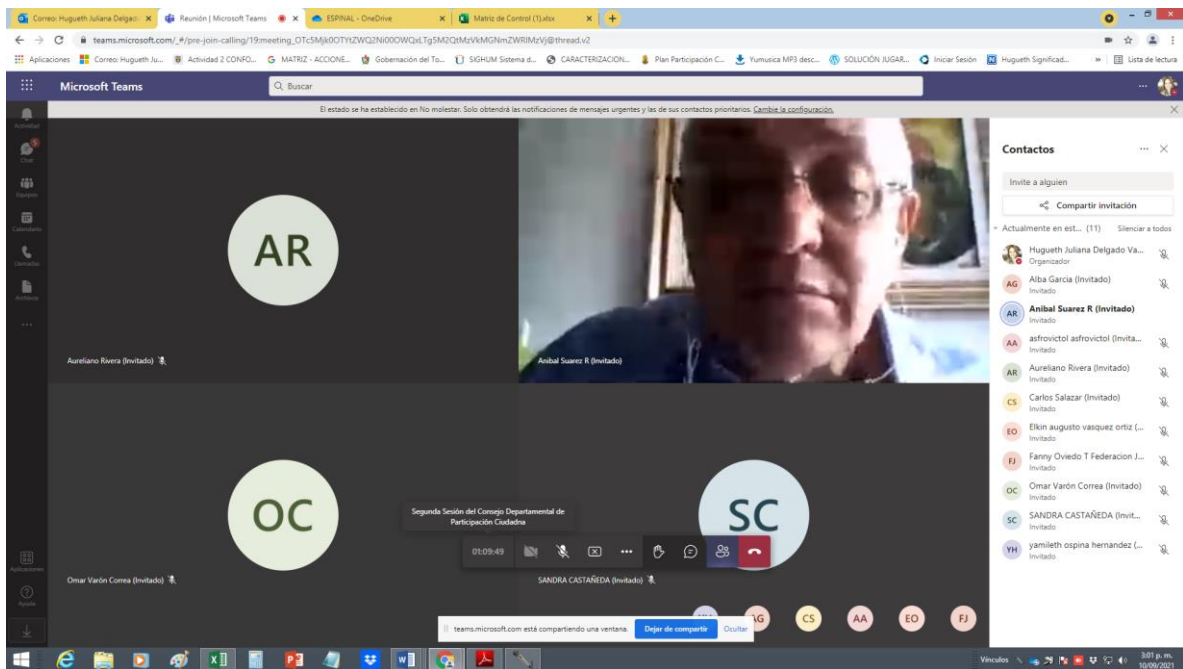 Correo: Hugueth Juliana Delgad
Reunión | Microsoft Teams
ESPINAL - OneDrive
Matriz de Control (1).xlsx
Aplicaciones
Correo: Hugueth Ju...
Actividad 2 CONFO...
MATRIZ - ACCIONE...
Gobernación del To...
SIGHUM Sistema d...
CARACTERIZACION...
Plan Participación C...
Yumusica MP3 desc...
SOLUCIÓN JUGAR...
Iniciar Sesión
Hugueth Significad...
Lista de lectura
Microsoft Teams
Buscar
El estado se ha establecido en No molestar. Solo obtendrá las notificaciones de mensajes urgentes y las de sus contactos prioritarios. Cambie la configuración.
Actividad
Chat
Equipos
Calendario
Llamadas
Archivos
Aplicaciones
Ayuda
AR
Aureliano Rivera (Invitado)
Anibal Suarez R (Invitado)
OC
Omar Varón Correa (Invitado)
SC
SANDRA CASTAÑEDA (Invitado)
Segunda Sesión del Consejo Departamental de
Participación Ciudadna
01:09:49
AG
CS
AA
EO
FJ
teams.microsoft.com está compartiendo una ventana.
Dejar de compartir
Ocultar
Contactos
Invite a alguien
Compartir invitación
Actualmente en est... (11)
Silenciar a todos
Hugueth Juliana Delgado Va...
Organizador
AG
Alba Garcia (Invitado)
Invitado
AR
Anibal Suarez R (Invitado)
Invitado
AA
asfrovictol asfrovictol (Invita...
Invitado
AR
Aureliano Rivera (Invitado)
Invitado
CS
Carlos Salazar (Invitado)
Invitado
EO
Elkin augusto vasquez ortiz (...
Invitado
FJ
Fanny Oviedo T Federacion J...
Invitado
OC
Omar Varón Correa (Invitado)
Invitado
SC
SANDRA CASTAÑEDA (Invit...
Invitado
YH
yamileth ospina hernandez (...
Invitado
Vínculos
3:01 p. m.
10/09/2021